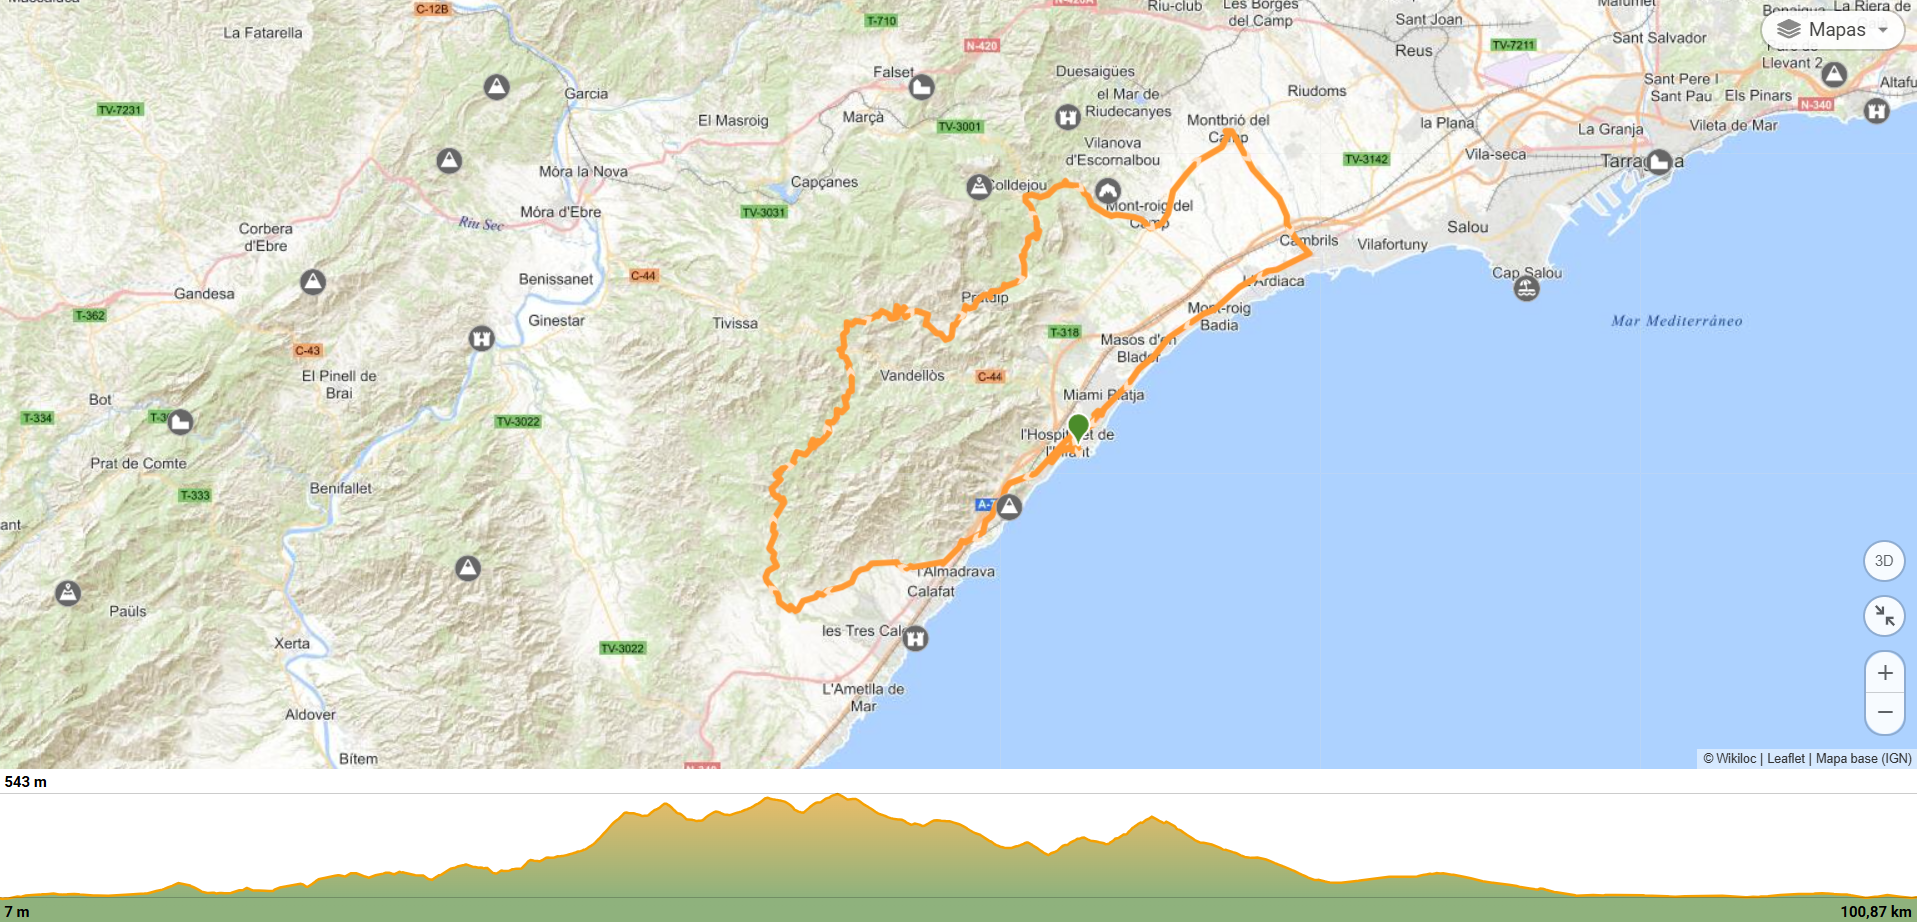 C-12B
La Fatarella
T-710
N-420
Riu-club
Les Borges
del Camp
Sant Joan
Reus
TV-7211
Sant Salvador
La Riera de
Mapas
Llevant 2
Falset
Duesaigües
el Mar de
Riudecanyes
Riudoms
Sant Pere I
Sant Pau
Els Pinars
N-340
Garcia
TV-7231
El Masroig
Marçà
TV-3001
Montbrió del
Camp
la Plana
La Granja
Vileta de Mar
Vilanova
d'Escornalbou
TV-3142
Vila-seca
Tarragona
Móra la Nova
Capçanes
Colldejou
Móra d'Ebre
TV-3031
Mont-roig del
Camp
Riu Sec
Corbera
d'Ebre
Cambrils
Vilafortuny
Salou
Cap Salou
Benissanet
C-44
Gandesa
Pratdip
L'Ardiaca
T-362
Ginestar
Tivissa
Mont-roig
Badia
Mar Mediterráneo
T-318
Masos d'en
Blader
C-43
El Pinell de
Brai
Vandellòs
C-44
Bot
Miami Platja
T-334
TV-3022
l'Hospitalet de
l'Infant
Prat de Comte
T-333
Benifallet
ant
l'Almadrava
Calafat
3D
Paüls
les Tres Cales
Xerta
TV-3022
+
−
L'Ametlla de
Mar
Aldover
Bítem
© Wikiloc | Leaflet | Mapa base (IGN)
543 m
7 m
100,87 km